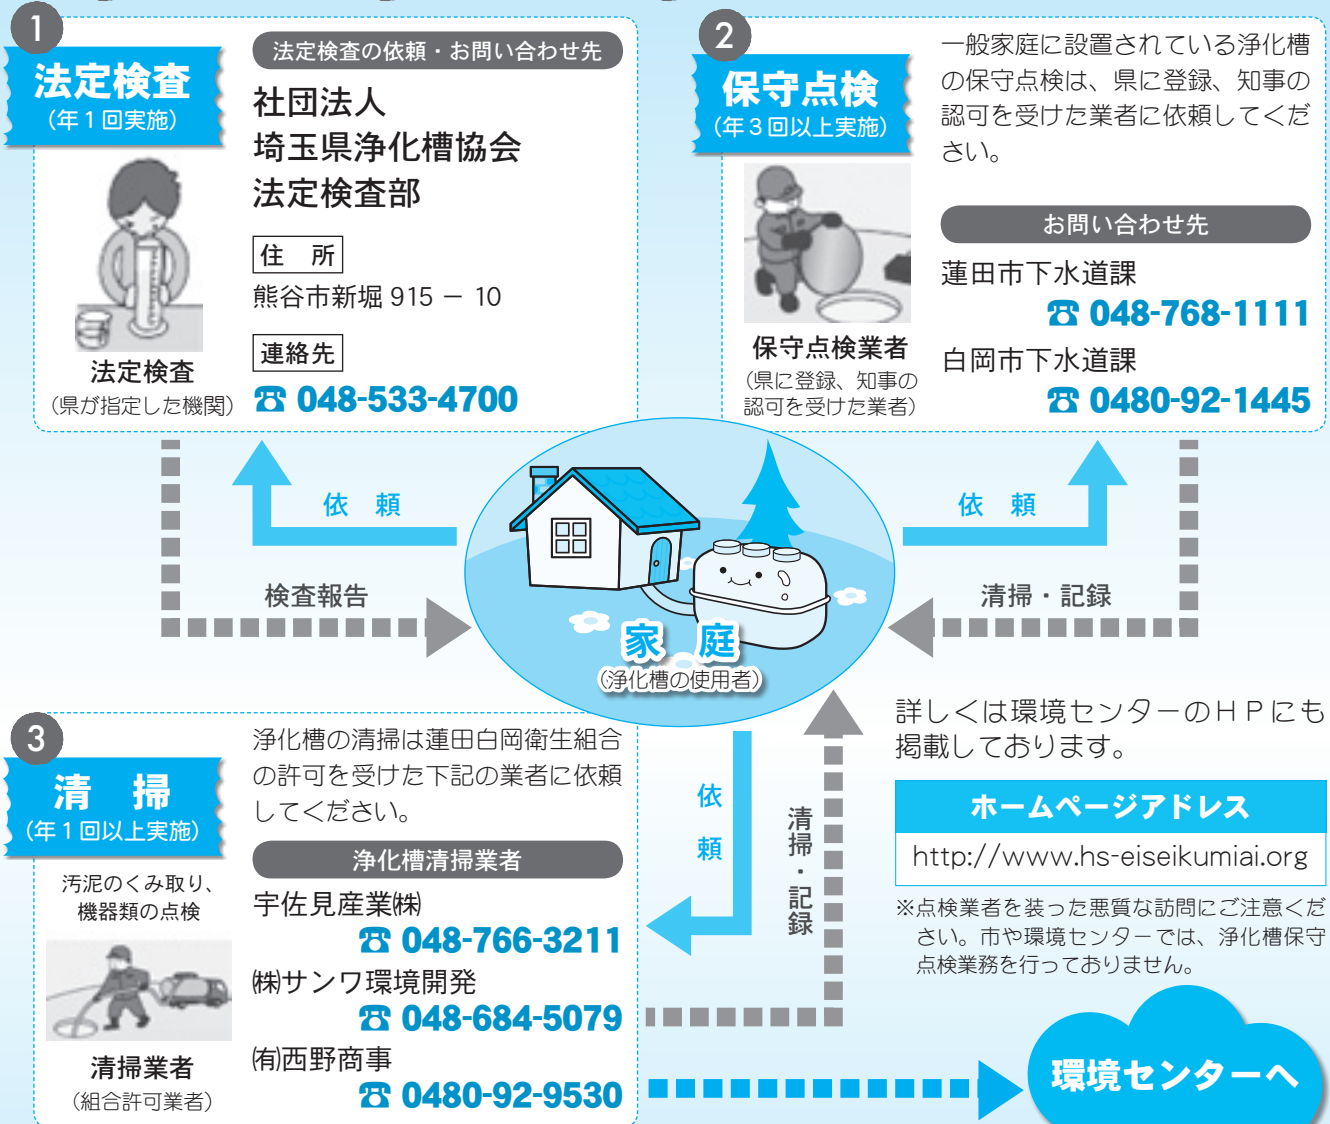 1
法定検査
（年１回実施）
法定検査の依頼・お問い合わせ先
社団法人
埼玉県浄化槽協会
法定検査部
住　所
熊谷市新堀 915 − 10
連絡先
☎ 048-533-4700
法定検査
（県が指定した機関）
2
保守点検
（年３回以上実施）
一般家庭に設置されている浄化槽
の保守点検は、県に登録、知事の
認可を受けた業者に依頼してくだ
さい。
お問い合わせ先
蓮田市下水道課
☎ 048-768-1111
白岡市下水道課
☎ 0480-92-1445
保守点検業者
（県に登録、知事の
認可を受けた業者）
依　頼
検査報告
依　頼
清掃・記録
家　庭
（浄化槽の使用者）
3
清　掃
（年１回以上実施）
汚泥のくみ取り、
機器類の点検
清掃業者
（組合許可業者）
浄化槽の清掃は蓮田白岡衛生組合
の許可を受けた下記の業者に依頼
してください。
浄化槽清掃業者
宇佐見産業㈱
☎ 048-766-3211
㈱サンワ環境開発
☎ 048-684-5079
㈲西野商事
☎ 0480-92-9530
依　頼
清掃・記録
詳しくは環境センターのＨＰにも
掲載しております。
ホームページアドレス
http://www.hs-eiseikumiai.org
※点検業者を装った悪質な訪問にご注意くだ
さい。市や環境センターでは、浄化槽保守
点検業務を行っておりません。
環境センターへ